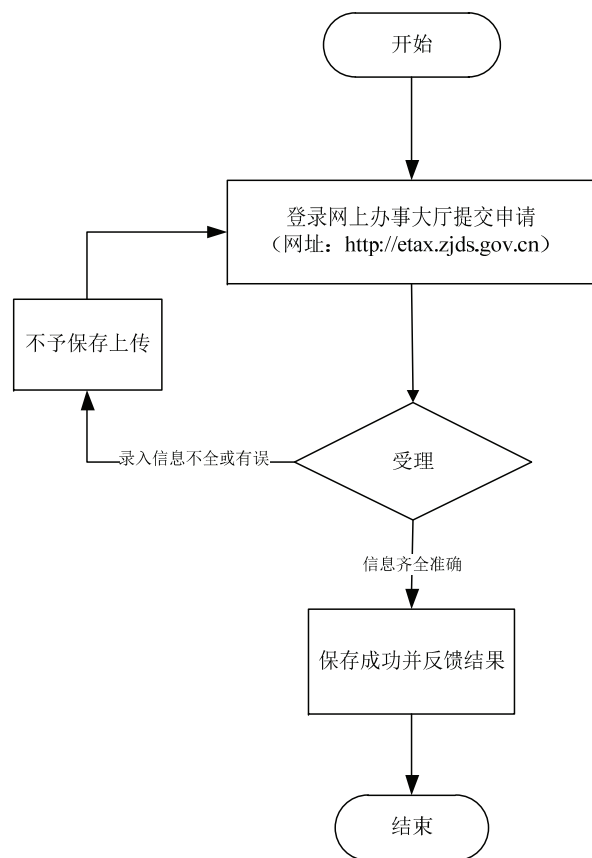 开始
登录网上办事大厅提交申请
（网址：http://etax.zjds.gov.cn）
不予保存上传
录入信息不全或有误
受理
信息齐全准确
保存成功并反馈结果
结束